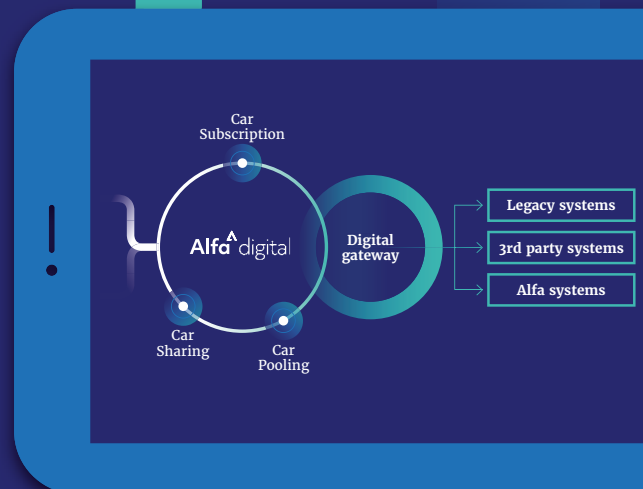 Car
Subscription
Alfa digital
Digital
gateway
Legacy systems
3rd party systems
Alfa systems
Car
Sharing
Car
Pooling